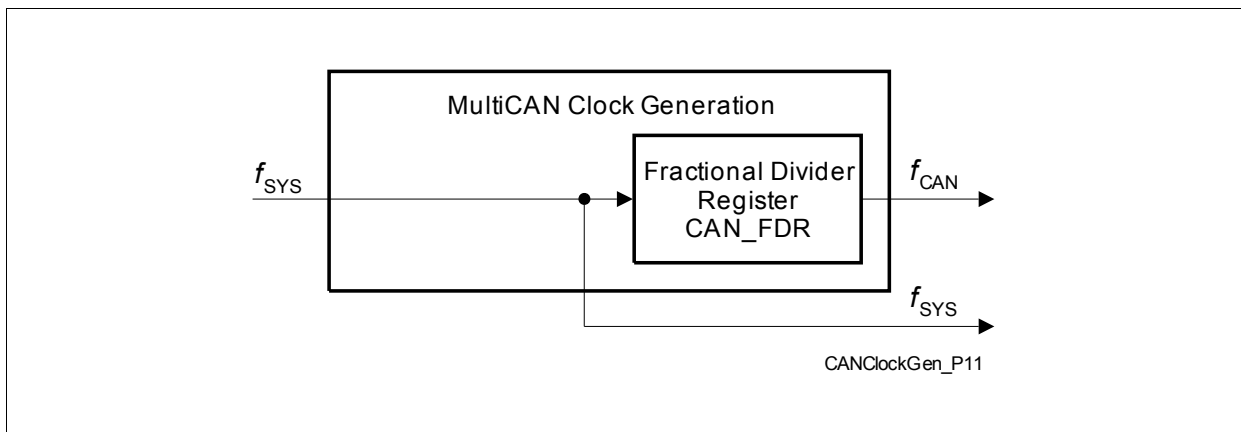 MultiCAN Clock Generation
fSYS
Fractional Divider
Register
CAN_FDR
fCAN
fSYS
CANClockGen_P11